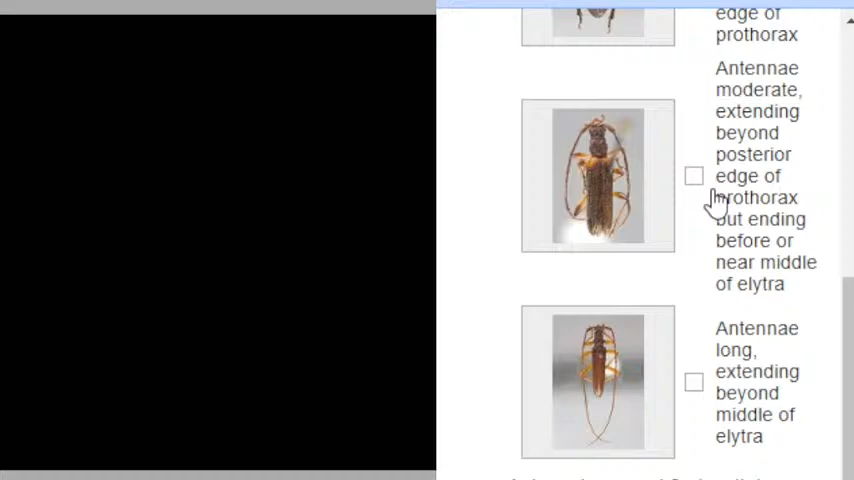 edge of
prothorax
Antennae
moderate,
extending
beyond
posterior
edge of
prothorax
but ending
before or
near middle
of elytra
Antennae
long,
extending
beyond
middle of
elytra